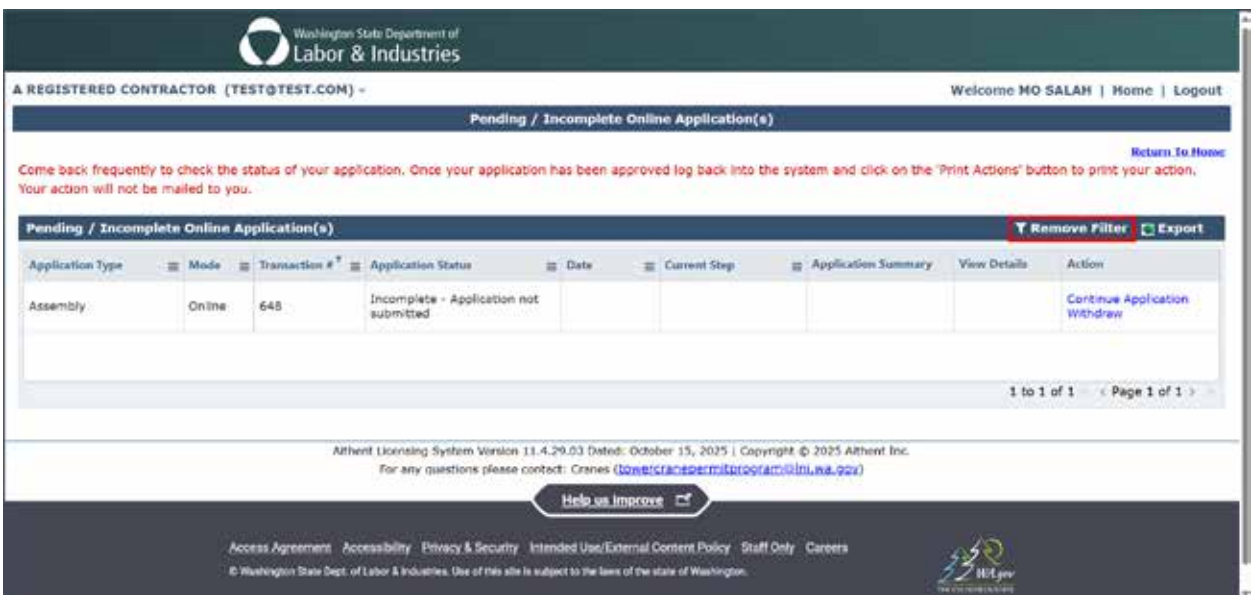 Washington State Department of
Labor & Industries
A REGISTERED CONTRACTOR (TEST@TEST.COM)
Welcome MO SALAH | Home | Logout
Pending / Incomplete Online Application(s)
Return To Home
Come back frequently to check the status of your application. Once your application has been approved log back into the system and click on the 'Print Actions' button to print your action.
Your action will not be mailed to you.
Pending / Incomplete Online Application(s) Remove Filter Export
Application Type Mode Transaction # Application Status Date Current Step Application Summary View Details Action
Assembly Online 648 Incomplete - Application not submitted Continue Application
Withdraw
1 to 1 of 1 < Page 1 of 1 >
Aithent Licensing System Version 11.4.29.03 Dated: October 15, 2025 | Copyright © 2025 Aithent Inc.
For any questions please contact: Cranes (towercranepermitprogram@lni.wa.gov)
Help us improve
Access Agreement Accessibility Privacy & Security Intended Use/External Content Policy Staff Only Careers
© Washington State Dept. of Labor & Industries. Use of this site is subject to the laws of the state of Washington.
WA.gov